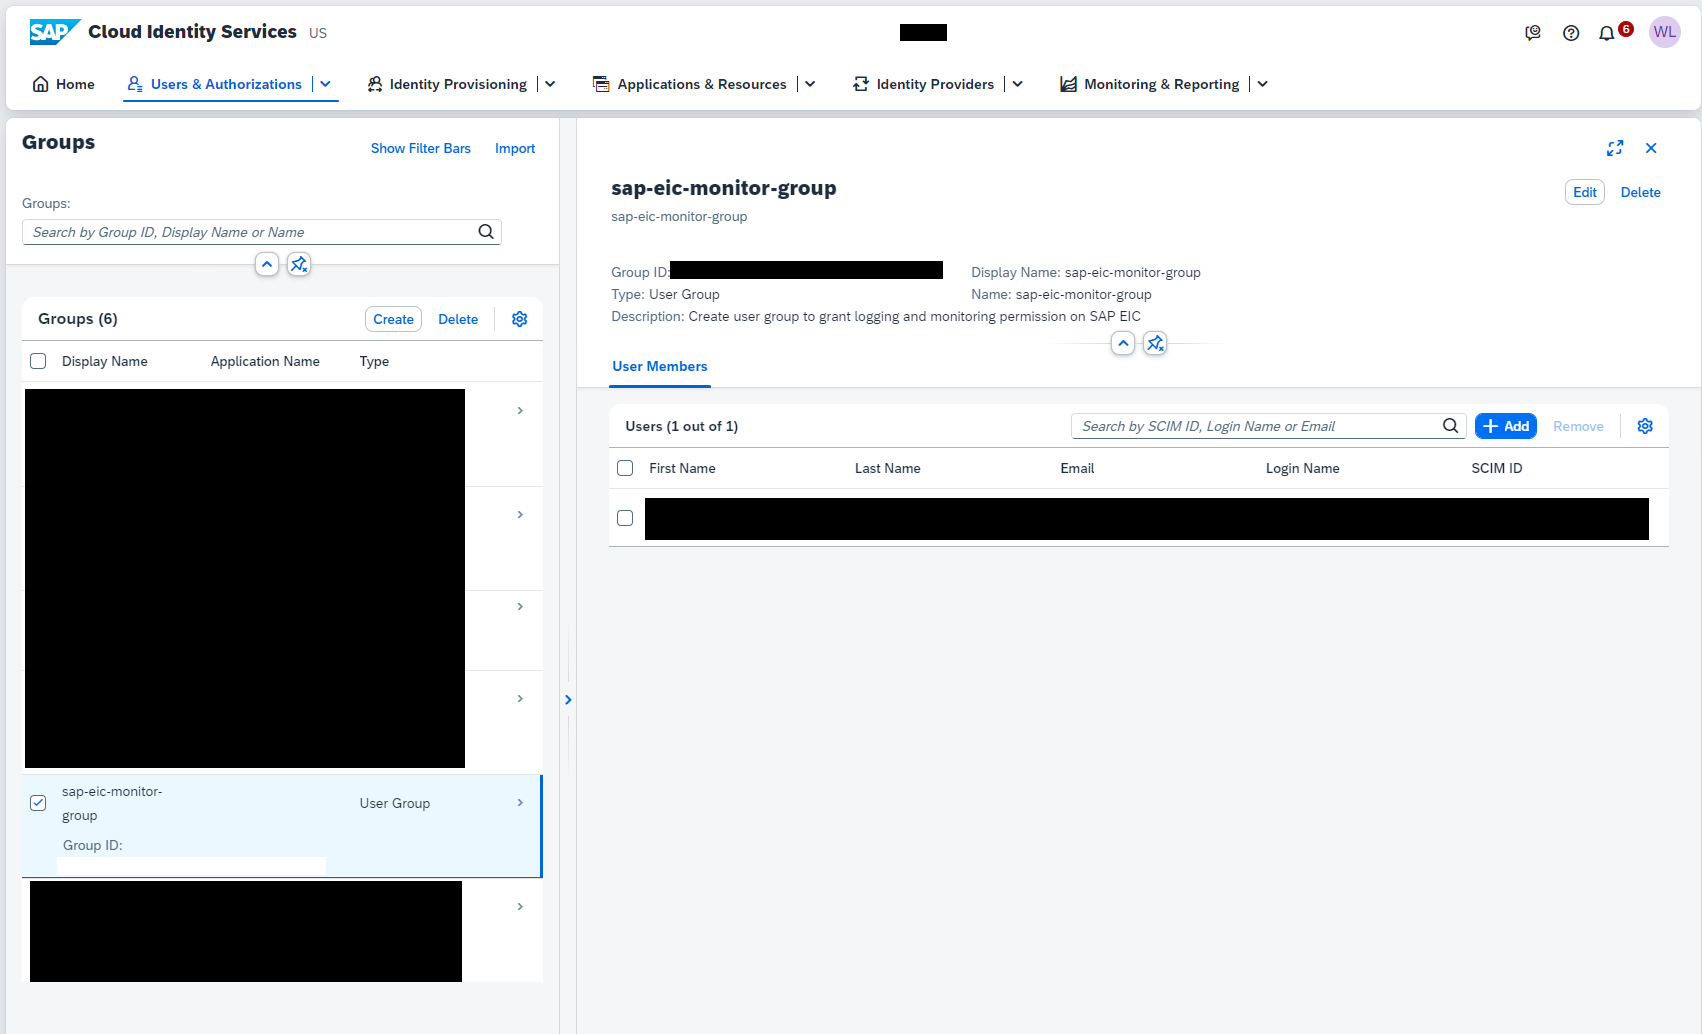 SAP Cloud Identity Services US
6
WL
Home
Users & Authorizations
Identity Provisioning
Applications & Resources
Identity Providers
Monitoring & Reporting
Groups
Show Filter Bars
Import
Groups:
Search by Group ID, Display Name or Name
Groups (6)
Create
Delete
Display Name
Application Name
Type
sap-eic-monitor-
group
User Group
Group ID:
sap-eic-monitor-group
Edit
Delete
sap-eic-monitor-group
Group ID:
Display Name: sap-eic-monitor-group
Type: User Group
Name: sap-eic-monitor-group
Description: Create user group to grant logging and monitoring permission on SAP EIC
User Members
Users (1 out of 1)
Search by SCIM ID, Login Name or Email
Add
Remove
First Name
Last Name
Email
Login Name
SCIM ID